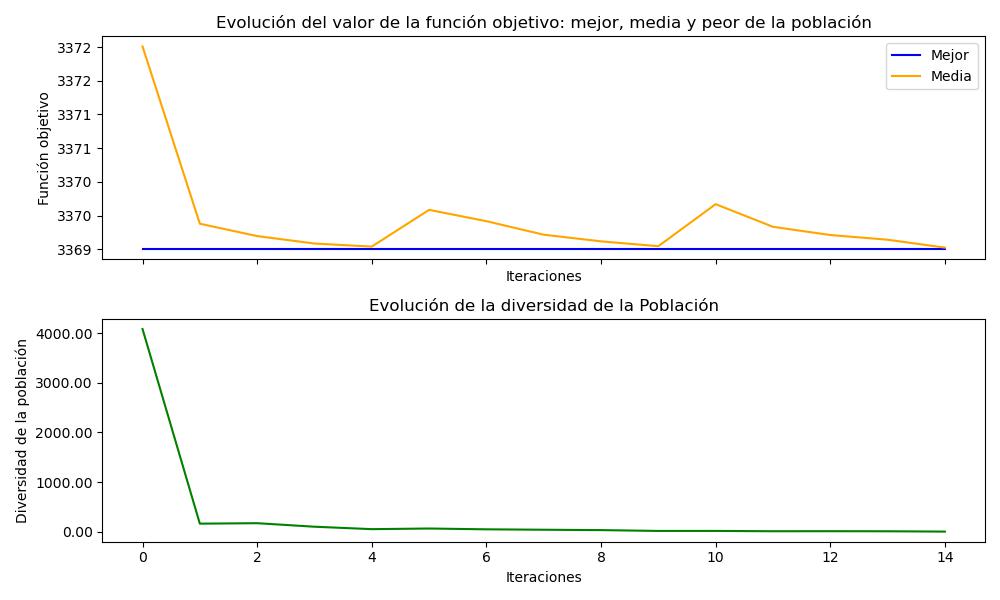 Evolución del valor de la función objetivo: mejor, media y peor de la población
Función objetivo
3372
3372
3371
3371
3370
3370
3369
Mejor
Media
Iteraciones
Evolución de la diversidad de la Población
Diversidad de la población
4000.00
3000.00
2000.00
1000.00
0.00
0 2 4 6 8 10 12 14
Iteraciones